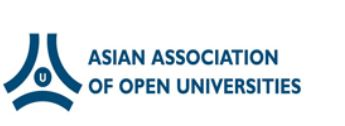 U
ASIAN ASSOCIATION
OF OPEN UNIVERSITIES